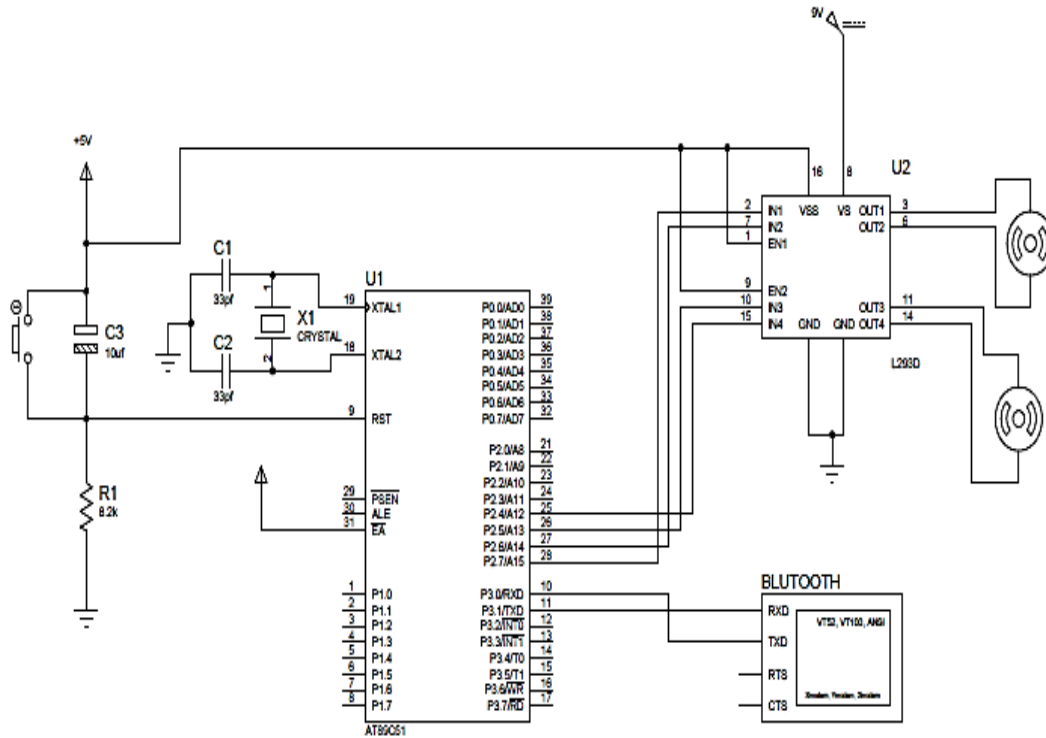 9V
+5V
C1
33pf
C2
33pf
1
2
X1
CRYSTAL
C3
10uf
R1
8.2k
U1
19 XTAL1
18 XTAL2
9 RST
29 PSEN
30 ALE
31 EA
1 P1.0
2 P1.1
3 P1.2
4 P1.3
5 P1.4
6 P1.5
7 P1.6
8 P1.7
P0.0/AD0 39
P0.1/AD1 38
P0.2/AD2 37
P0.3/AD3 36
P0.4/AD4 35
P0.5/AD5 34
P0.6/AD6 33
P0.7/AD7 32
P2.0/A8 21
P2.1/A9 22
P2.2/A10 23
P2.3/A11 24
P2.4/A12 25
P2.5/A13 26
P2.6/A14 27
P2.7/A15 28
P3.0/RXD 10
P3.1/TXD 11
P3.2/INT0 12
P3.3/INT1 13
P3.4/T0 14
P3.5/T1 15
P3.6/WR 16
P3.7/RD 17
AT89C51
U2
16 8
VSS VS
2 IN1
7 IN2
1 EN1
9 EN2
10 IN3
15 IN4
OUT1 3
OUT2 6
OUT3 11
OUT4 14
GND GND
L293D
BLUTOOTH
RXD
TXD
RTS
CTS
VT52, VT100, ANSI
Xmodem, Ymodem, Zmodem